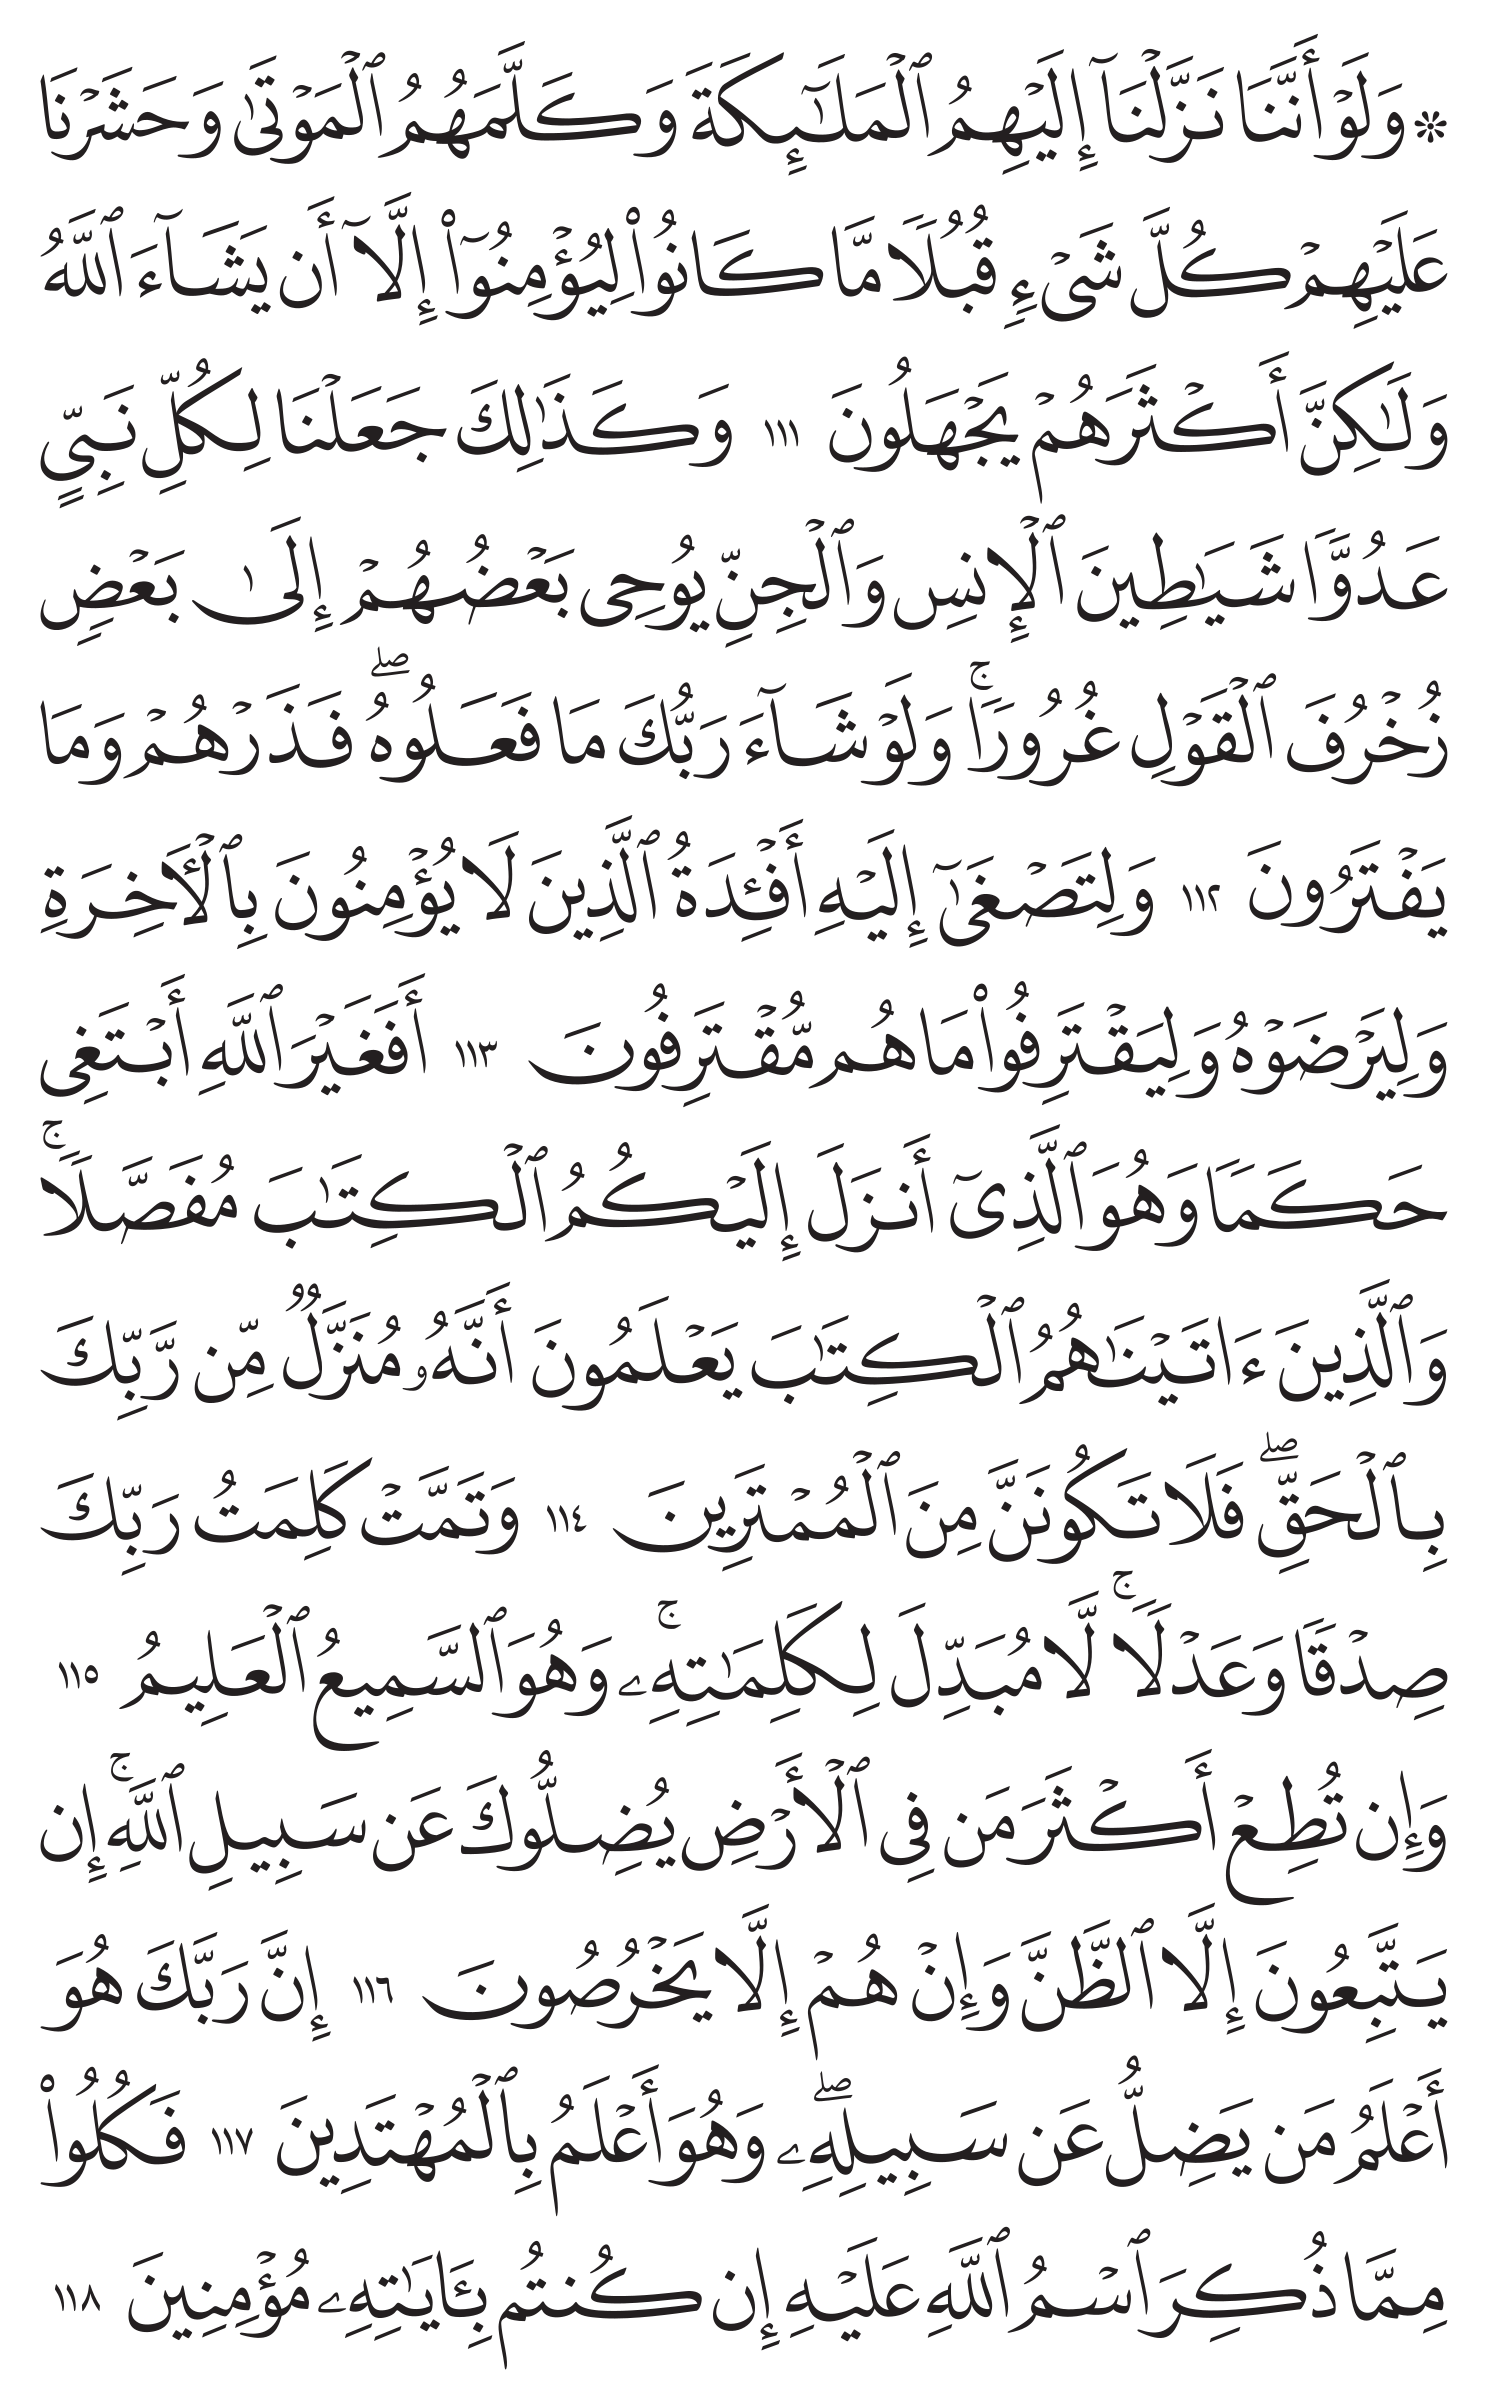 ۞ وَلَوْ أَنَّنَا نَزَّلْنَآ إِلَيْهِمُ ٱلْمَلَـٰٓئِكَةَ وَكَلَّمَهُمُ ٱلْمَوْتَىٰ وَحَشَرْنَا
عَلَيْهِمْ كُلَّ شَىْءٍ قُبُلًا مَّا كَانُوا۟ لِيُؤْمِنُوٓا۟ إِلَّآ أَن يَشَآءَ ٱللَّهُ
وَلَـٰكِنَّ أَكْثَرَهُمْ يَجْهَلُونَ ١١١ وَكَذَٰلِكَ جَعَلْنَا لِكُلِّ نَبِىٍّ
عَدُوًّا شَيَـٰطِينَ ٱلْإِنسِ وَٱلْجِنِّ يُوحِى بَعْضُهُمْ إِلَىٰ بَعْضٍ
زُخْرُفَ ٱلْقَوْلِ غُرُورًا ۚ وَلَوْ شَآءَ رَبُّكَ مَا فَعَلُوهُ ۖ فَذَرْهُمْ وَمَا
يَفْتَرُونَ ١١٢ وَلِتَصْغَىٰٓ إِلَيْهِ أَفْـِٔدَةُ ٱلَّذِينَ لَا يُؤْمِنُونَ بِٱلْـَٔاخِرَةِ
وَلِيَرْضَوْهُ وَلِيَقْتَرِفُوا۟ مَا هُم مُّقْتَرِفُونَ ١١٣ أَفَغَيْرَ ٱللَّهِ أَبْتَغِى
حَكَمًا وَهُوَ ٱلَّذِىٓ أَنزَلَ إِلَيْكُمُ ٱلْكِتَـٰبَ مُفَصَّلًا ۚ
وَٱلَّذِينَ ءَاتَيْنَـٰهُمُ ٱلْكِتَـٰبَ يَعْلَمُونَ أَنَّهُۥ مُنَزَّلٌ مِّن رَّبِّكَ
بِٱلْحَقِّ ۖ فَلَا تَكُونَنَّ مِنَ ٱلْمُمْتَرِينَ ١١٤ وَتَمَّتْ كَلِمَتُ رَبِّكَ
صِدْقًا وَعَدْلًا ۚ لَّا مُبَدِّلَ لِكَلِمَـٰتِهِۦ ۚ وَهُوَ ٱلسَّمِيعُ ٱلْعَلِيمُ ١١٥
وَإِن تُطِعْ أَكْثَرَ مَن فِى ٱلْأَرْضِ يُضِلُّوكَ عَن سَبِيلِ ٱللَّهِ ۚ إِن
يَتَّبِعُونَ إِلَّا ٱلظَّنَّ وَإِنْ هُمْ إِلَّا يَخْرُصُونَ ١١٦ إِنَّ رَبَّكَ هُوَ
أَعْلَمُ مَن يَضِلُّ عَن سَبِيلِهِۦ ۖ وَهُوَ أَعْلَمُ بِٱلْمُهْتَدِينَ ١١٧ فَكُلُوا۟
مِمَّا ذُكِرَ ٱسْمُ ٱللَّهِ عَلَيْهِ إِن كُنتُم بِـَٔايَـٰتِهِۦ مُؤْمِنِينَ ١١٨